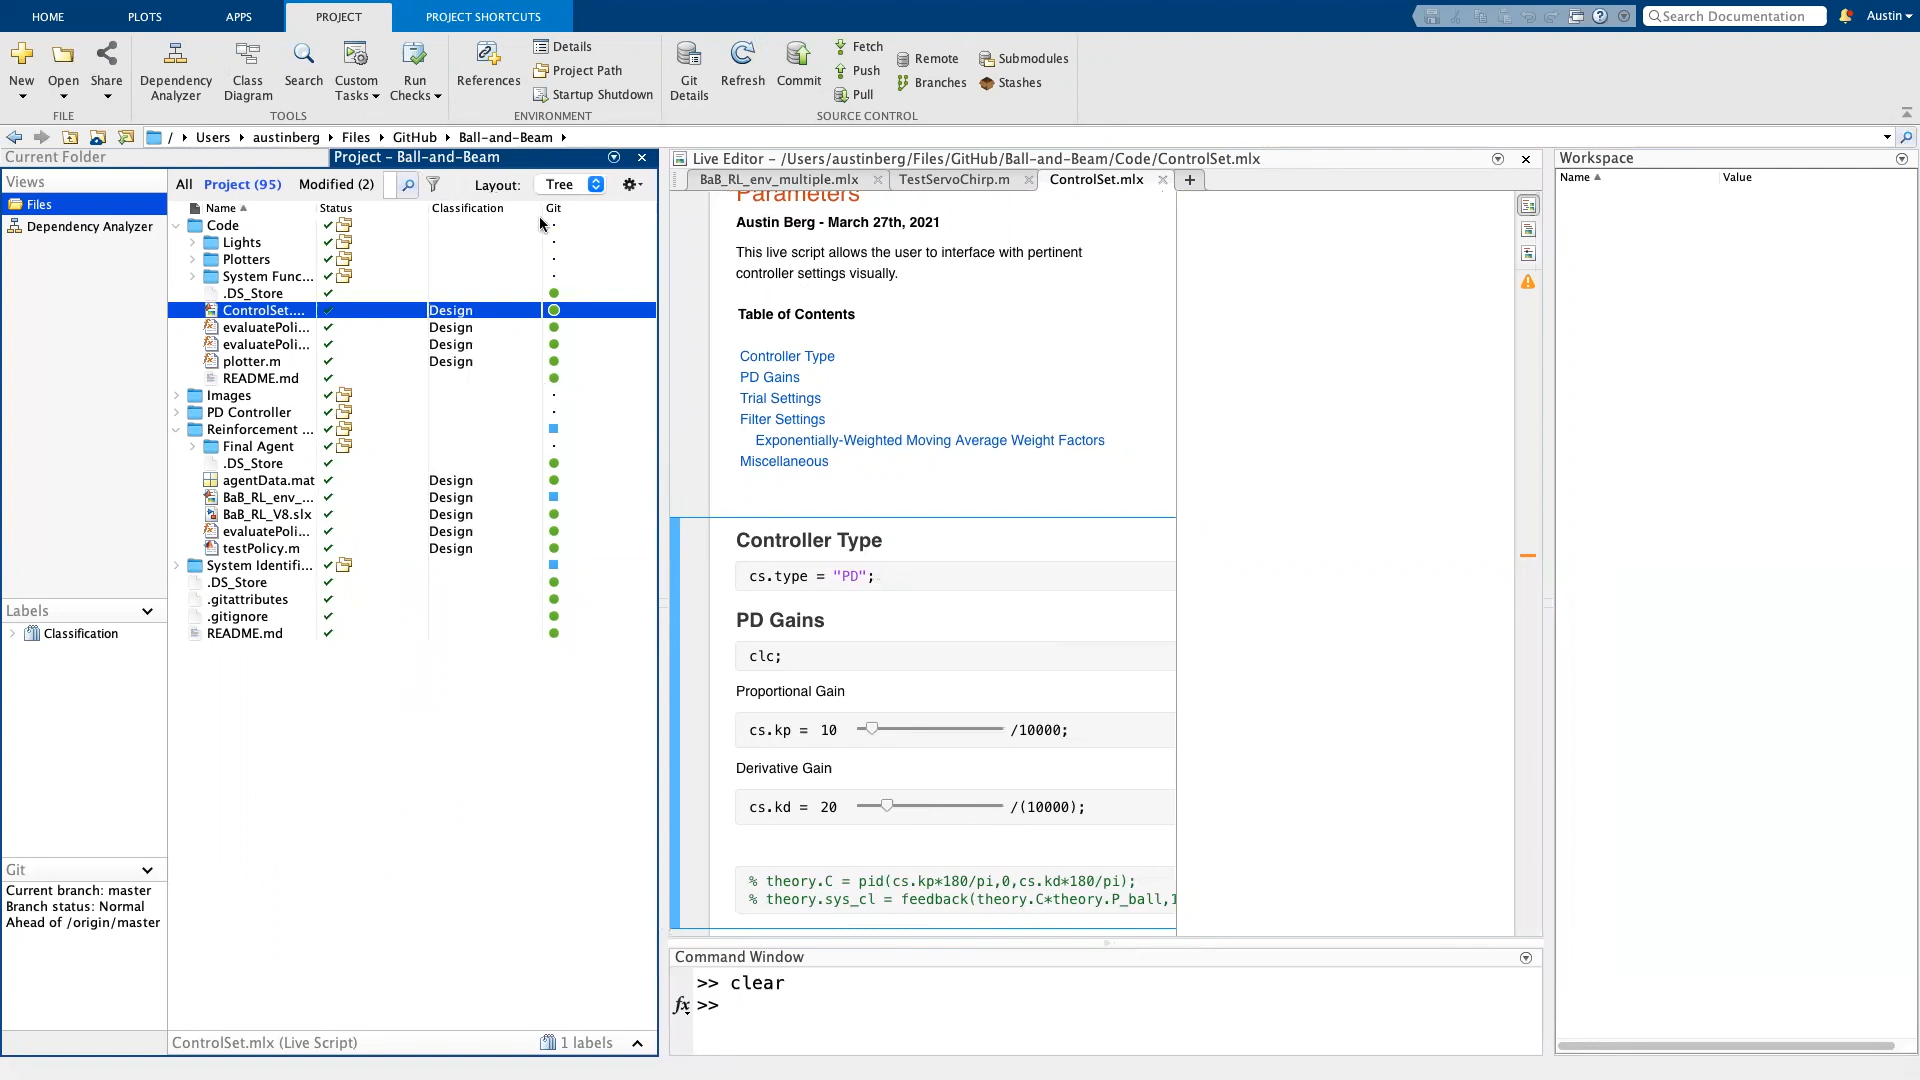 HOME PLOTS APPS PROJECT PROJECT SHORTCUTS
Search Documentation Austin
New Open Share
FILE
Dependency Analyzer
Class Diagram
Search
Custom Tasks
Run Checks
TOOLS
References
Details
Project Path
Startup Shutdown
ENVIRONMENT
Git Details
Refresh
Commit
Fetch
Push
Pull
Remote
Branches
Submodules
Stashes
SOURCE CONTROL
/ Users austinberg Files GitHub Ball-and-Beam
Current Folder
Project – Ball-and-Beam
Views
Files
Dependency Analyzer
Labels
Classification
Git
Current branch: master
Branch status: Normal
Ahead of /origin/master
All Project (95) Modified (2) Layout: Tree
Name Status Classification Git
Code
Lights
Plotters
System Func...
.DS_Store
ControlSet.... Design
evaluatePoli... Design
evaluatePoli... Design
plotter.m Design
README.md
Images
PD Controller
Reinforcement ...
Final Agent
.DS_Store
agentData.mat Design
BaB_RL_env_... Design
BaB_RL_V8.slx Design
evaluatePoli... Design
testPolicy.m Design
System Identifi...
.DS_Store
.gitattributes
.gitignore
README.md
ControlSet.mlx (Live Script) 1 labels
Live Editor – /Users/austinberg/Files/GitHub/Ball-and-Beam/Code/ControlSet.mlx
BaB_RL_env_multiple.mlx TestServoChirp.m ControlSet.mlx +
Parameters
Austin Berg - March 27th, 2021
This live script allows the user to interface with pertinent
controller settings visually.
Table of Contents
Controller Type
PD Gains
Trial Settings
Filter Settings
Exponentially-Weighted Moving Average Weight Factors
Miscellaneous
Controller Type
cs.type = "PD";
PD Gains
clc;
Proportional Gain
cs.kp = 10 /10000;
Derivative Gain
cs.kd = 20 /(10000);
% theory.C = pid(cs.kp*180/pi,0,cs.kd*180/pi);
% theory.sys_cl = feedback(theory.C*theory.P_ball,1
Command Window
>> clear
fx >>
Workspace
Name Value